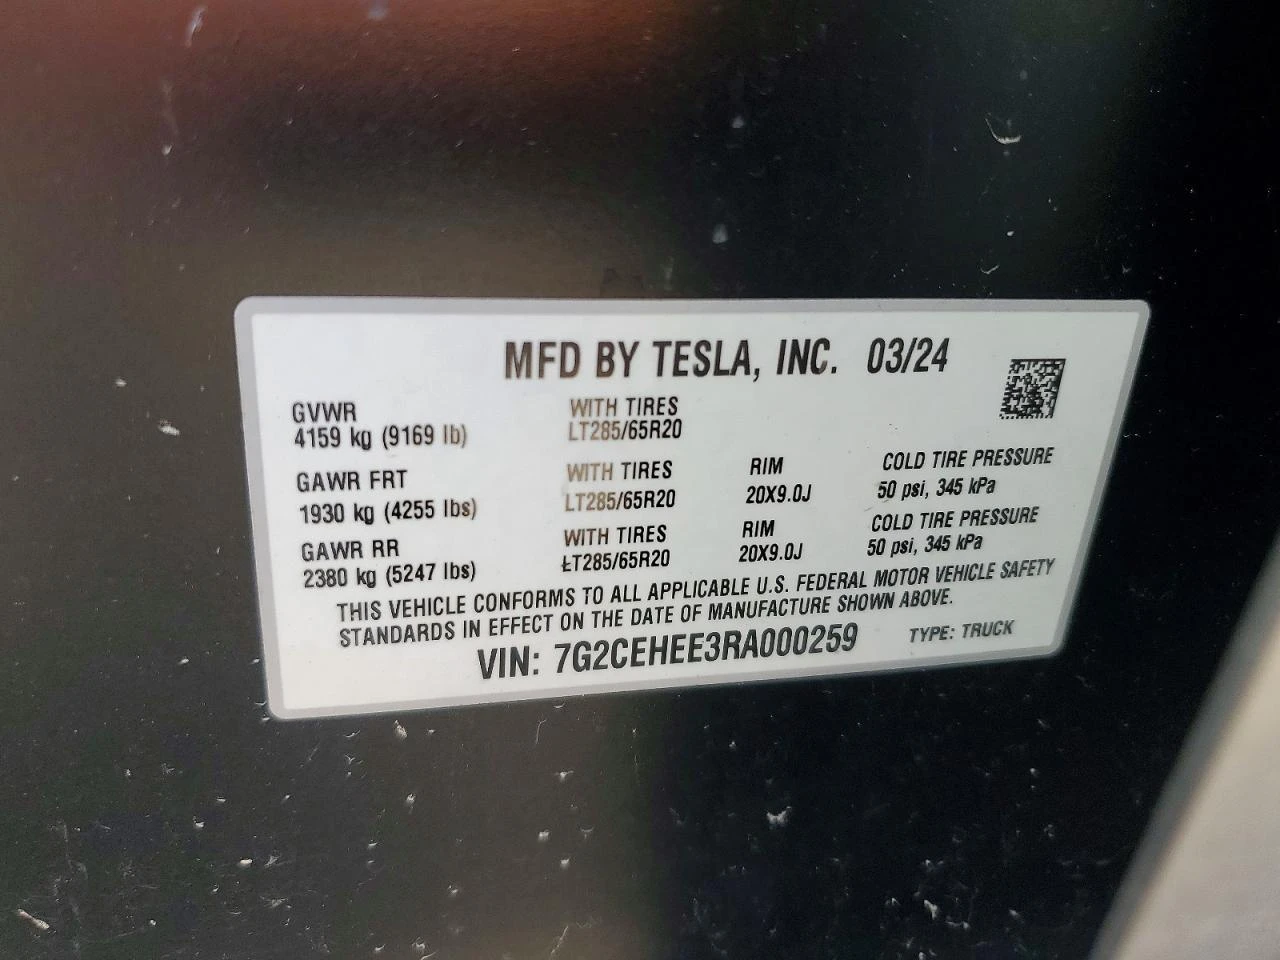 MFD BY TESLA, INC. 03/24
GVWR
4159 kg (9169 lb)
WITH TIRES
LT285/65R20
GAWR FRT
1930 kg (4255 lbs)
WITH TIRES
LT285/65R20
RIM
20X9.0J
COLD TIRE PRESSURE
50 psi, 345 kPa
GAWR RR
2380 kg (5247 lbs)
WITH TIRES
LT285/65R20
RIM
20X9.0J
COLD TIRE PRESSURE
50 psi, 345 kPa
THIS VEHICLE CONFORMS TO ALL APPLICABLE U.S. FEDERAL MOTOR VEHICLE SAFETY
STANDARDS IN EFFECT ON THE DATE OF MANUFACTURE SHOWN ABOVE.
VIN: 7G2CEHEE3RA000259 TYPE: TRUCK